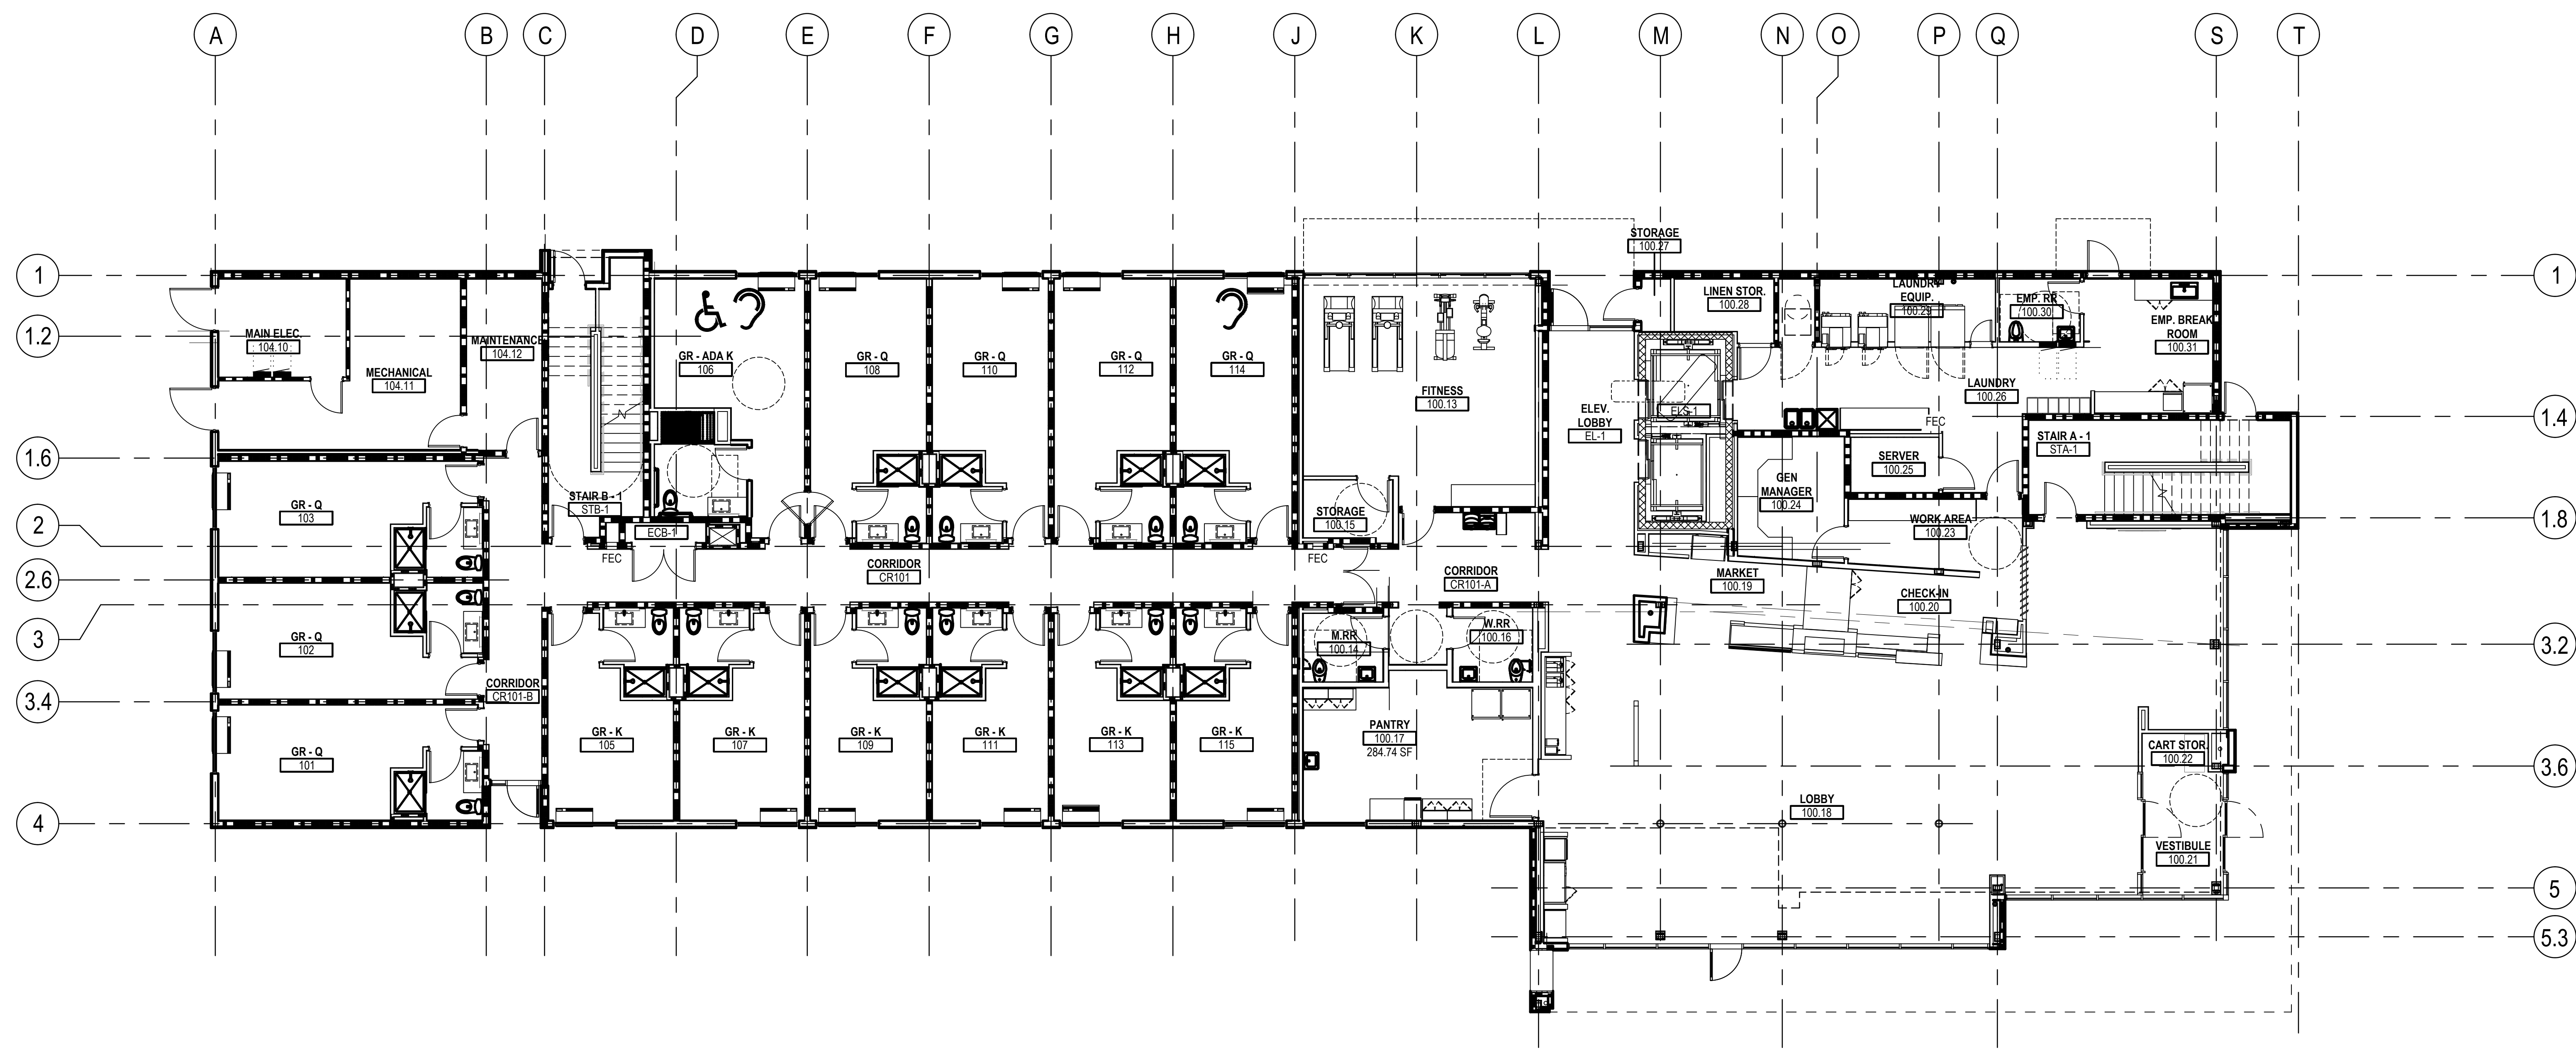 A
B
C
D
E
F
G
H
J
K
L
M
N
O
P
Q
S
T
STORAGE
100.27
1
1
LINEN STOR.
100.28
LAUNDRY
EQUIP.
100.29
EMP. RR
100.30
EMP. BREAK
ROOM
100.31
1.2
MAIN ELEC.
104.10
MAINTENANCE
104.12
MECHANICAL
104.11
GR - ADA K
106
GR - Q
108
GR - Q
110
GR - Q
112
GR - Q
114
FITNESS
100.13
ELEV.
LOBBY
EL-1
ELS-1
LAUNDRY
100.26
FEC
1.4
1.6
STAIR A - 1
STA-1
SERVER
100.25
GEN
MANAGER
100.24
GR - Q
103
STAIR B - 1
STB-1
STORAGE
100.15
WORK AREA
100.23
1.8
2
ECB-1
FEC
FEC
CORRIDOR
CR101
CORRIDOR
CR101-A
MARKET
100.19
CHECK-IN
100.20
2.6
3
GR - Q
102
M.RR
100.14
W.RR
100.16
3.2
CORRIDOR
CR101-B
3.4
GR - K
105
GR - K
107
GR - K
109
GR - K
111
GR - K
113
GR - K
115
PANTRY
100.17
284.74 SF
GR - Q
101
CART STOR.
100.22
3.6
LOBBY
100.18
4
VESTIBULE
100.21
5
5.3